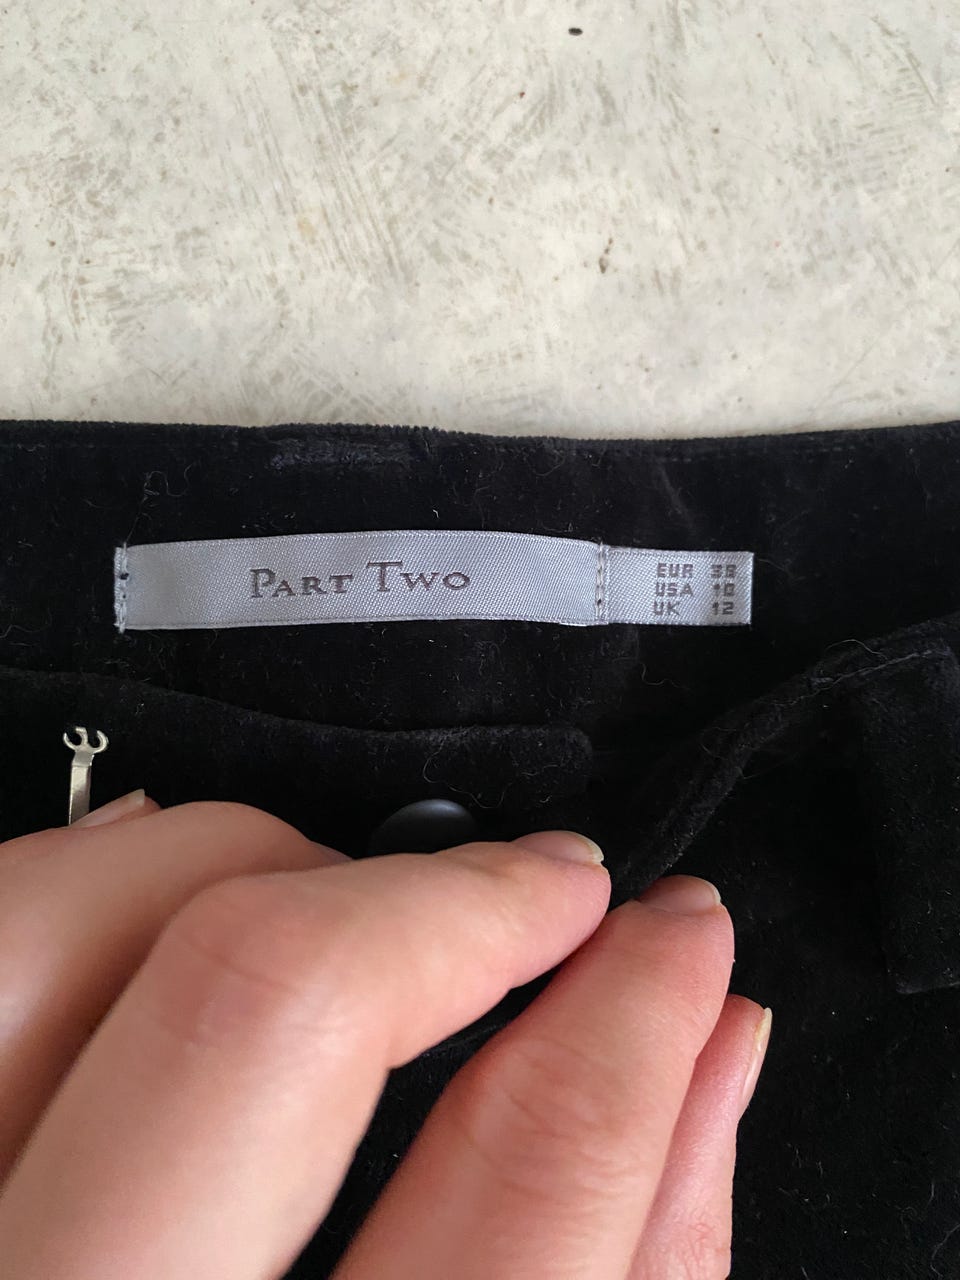 PART TWO
EUR 38
USA 10
UK 12